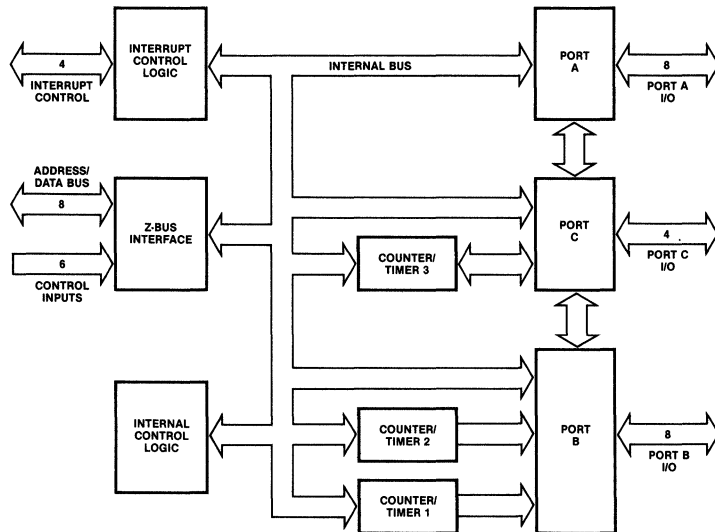 4
INTERRUPT
CONTROL
INTERRUPT
CONTROL
LOGIC
INTERNAL BUS
PORT
A
8
PORT A
I/O
ADDRESS/
DATA BUS
8
6
CONTROL
INPUTS
Z-BUS
INTERFACE
PORT
C
4
PORT C
I/O
COUNTER/
TIMER 3
INTERNAL
CONTROL
LOGIC
COUNTER/
TIMER 2
COUNTER/
TIMER 1
PORT
B
8
PORT B
I/O